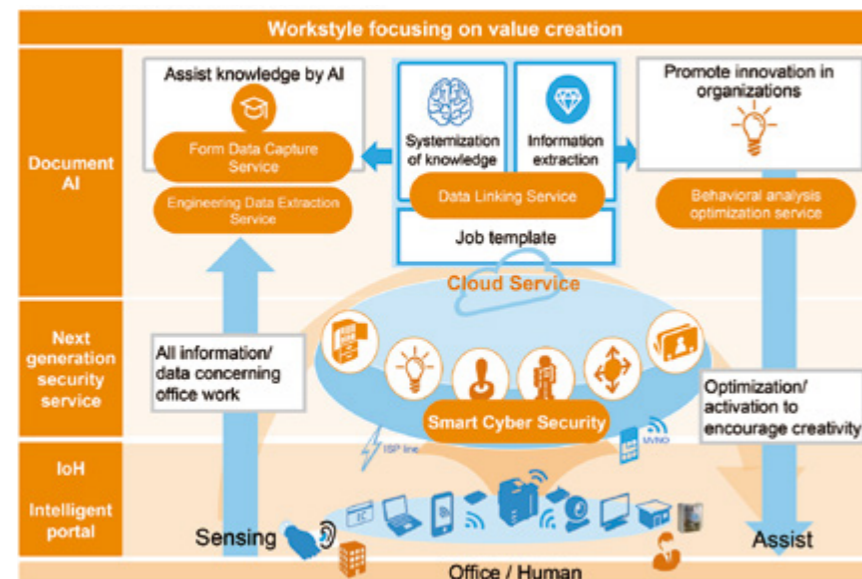 Workstyle focusing on value creation
Document
AI
Assist knowledge by AI
Form Data Capture
Service
Engineering Data Extraction
Service
Systemization
of knowledge
Information
extraction
Data Linking Service
Job template
Promote innovation in
organizations
Behavioral analysis
optimization service
Cloud Service
Next
generation
security
service
All information/
data concerning
office work
Smart Cyber Security
Optimization/
activation to
encourage creativity
ISP line
MVNO
IoH
Intelligent
portal
Sensing
Assist
Office / Human